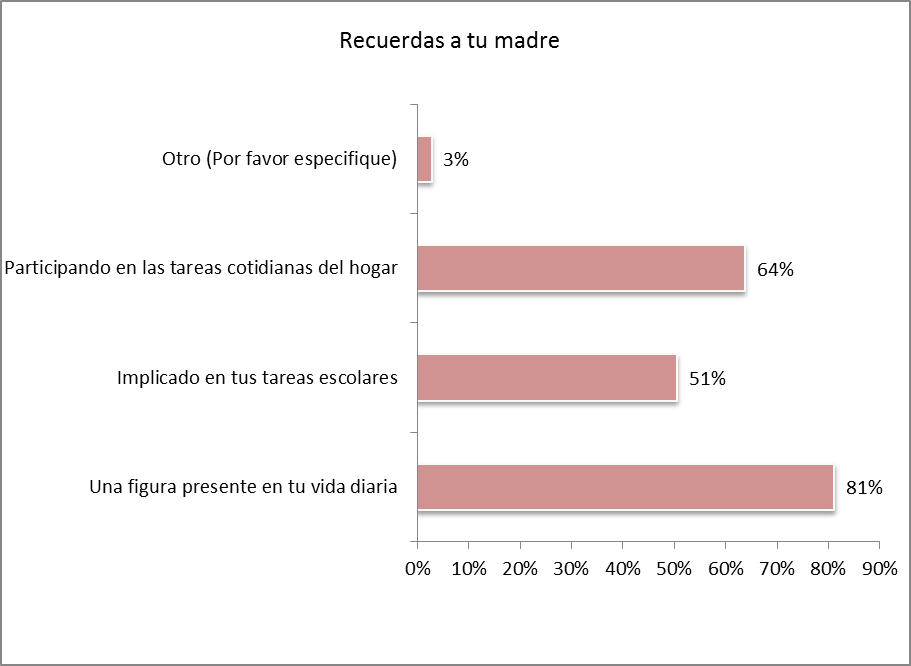 Recuerdas a tu madre
Otro (Por favor especifique)
3%
Participando en las tareas cotidianas del hogar
64%
Implicado en tus tareas escolares
51%
Una figura presente en tu vida diaria
81%
0% 10% 20% 30% 40% 50% 60% 70% 80% 90%